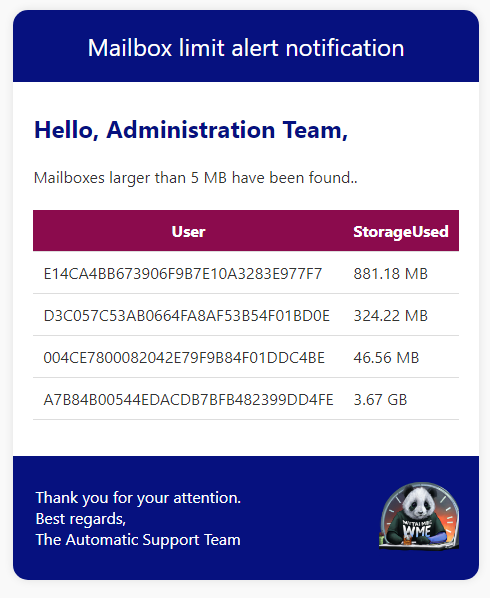 Mailbox limit alert notification
Hello, Administration Team,
Mailboxes larger than 5 MB have been found..
User StorageUsed
E14CA4BB673906F9B7E10A3283E977F7 881.18 MB
D3C057C53AB0664FA8AF53B54F01BD0E 324.22 MB
004CE7800082042E79F9B84F01DDC4BE 46.56 MB
A7B84B00544EDACDB7BFB482399DD4FE 3.67 GB
Thank you for your attention.
Best regards,
The Automatic Support Team
WME